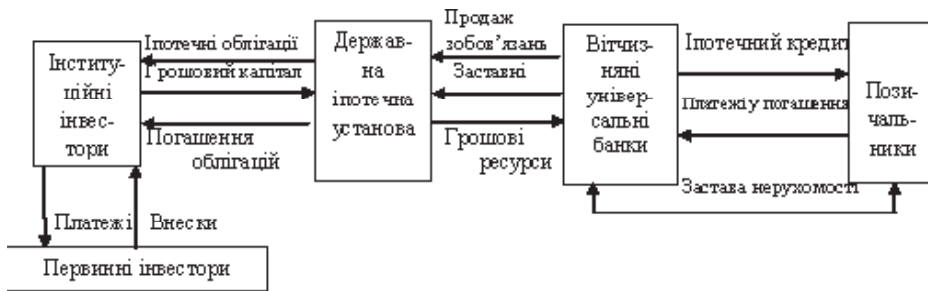 Іпотечні облігації
Грошовий капітал
Погашення
облігацій
Інститу-
ційні
інвес-
тори
Держав-
на
іпотечна
установа
Продаж
зобов’язань
Заставні
Грошові
ресурси
Вітчиз-
няні
універ-
сальні
банки
Іпотечний кредит
Платежі у погашення
Застава нерухомості
Пози-
чаль-
ники
Платежі
Внески
Первинні інвестори